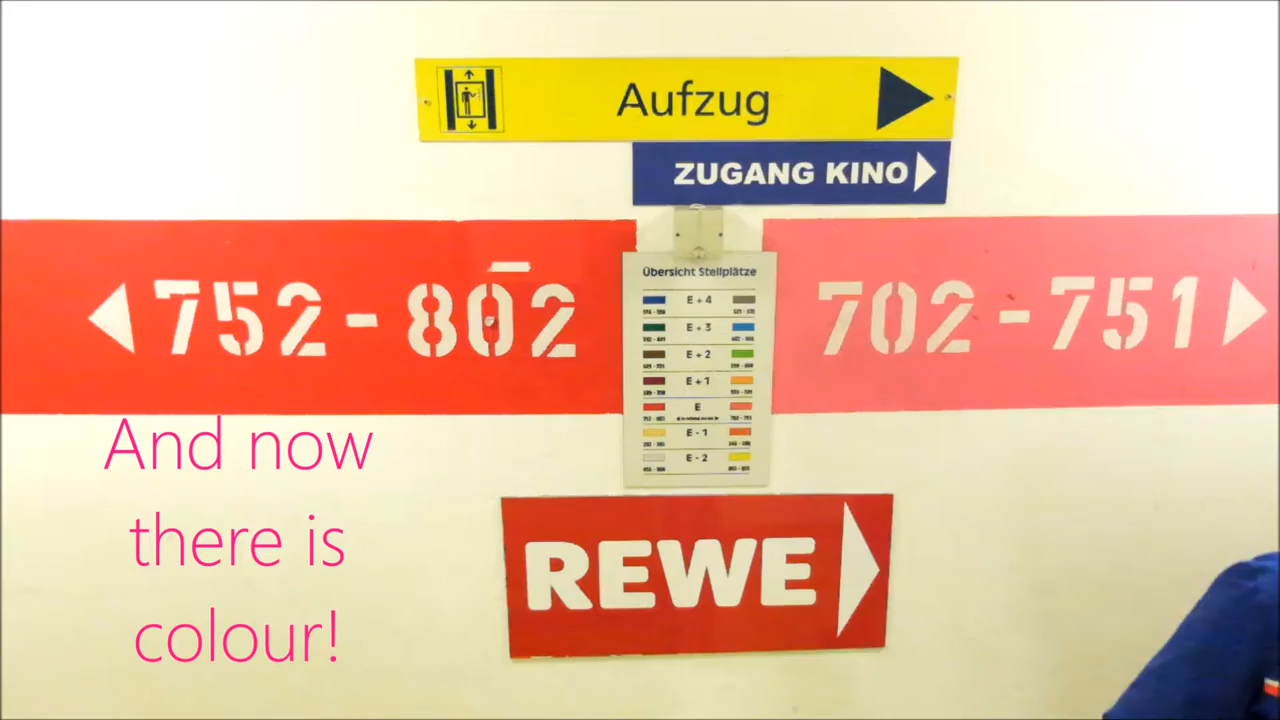 Aufzug
ZUGANG KINO
752-802
702-751
Übersicht Stellplätze
E + 4
E + 3
E + 2
E + 1
E
E - 1
E - 2
REWE
And now
there is
colour!